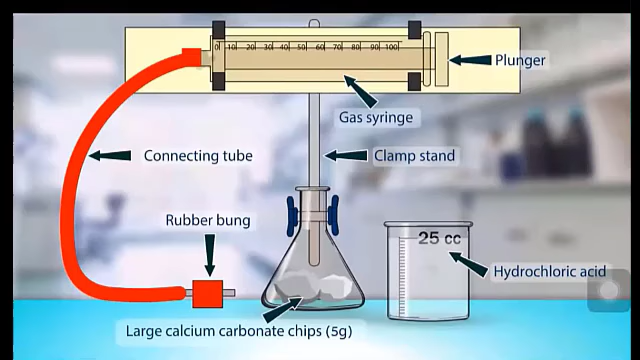 0 10 20 30 40 50 60 70 80 90 100
Plunger
Gas syringe
Connecting tube
Clamp stand
Rubber bung
25 cc
Hydrochloric acid
Large calcium carbonate chips (5g)